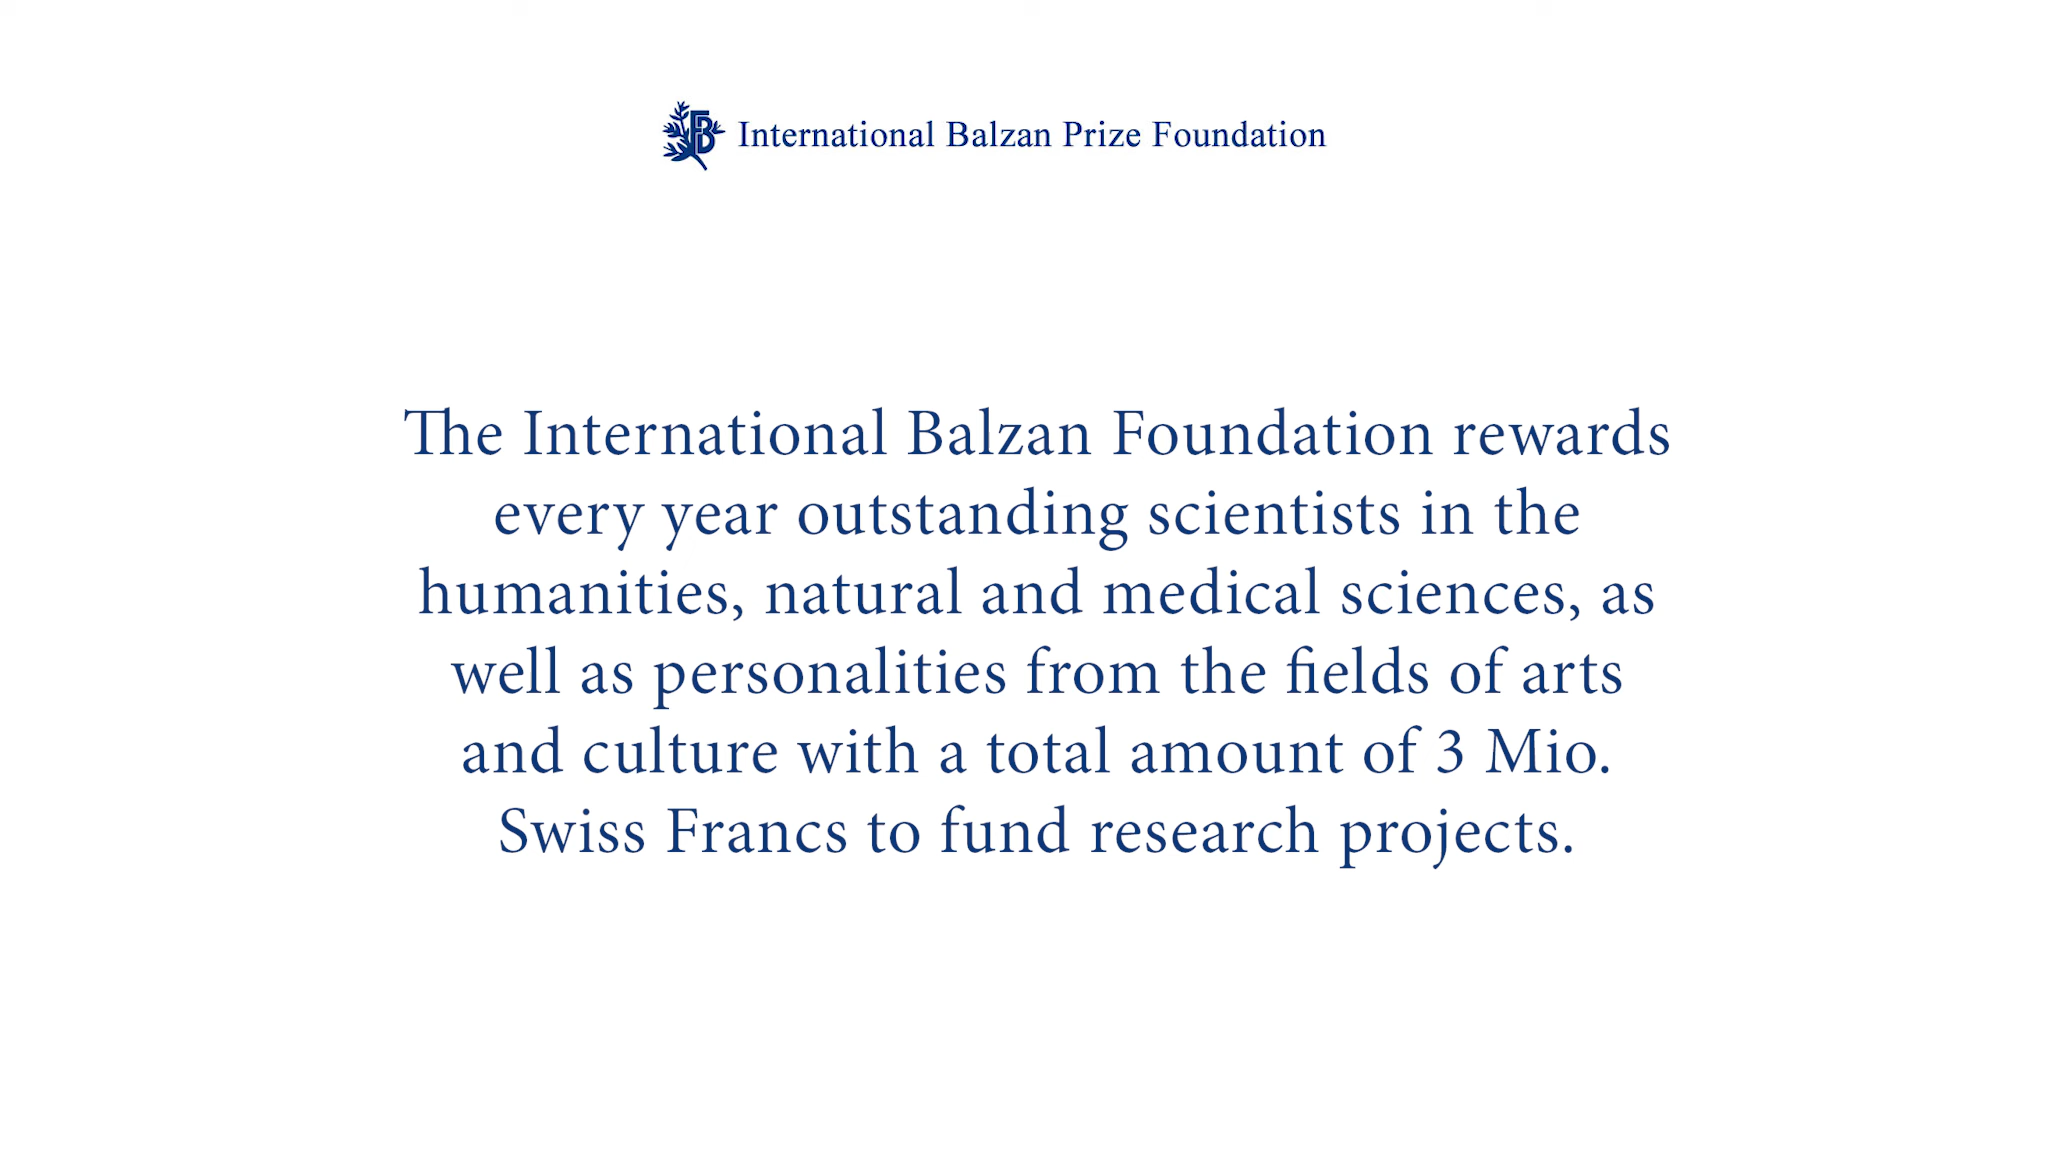 International Balzan Prize Foundation
The International Balzan Foundation rewards
every year outstanding scientists in the
humanities, natural and medical sciences, as
well as personalities from the fields of arts
and culture with a total amount of 3 Mio.
Swiss Francs to fund research projects.